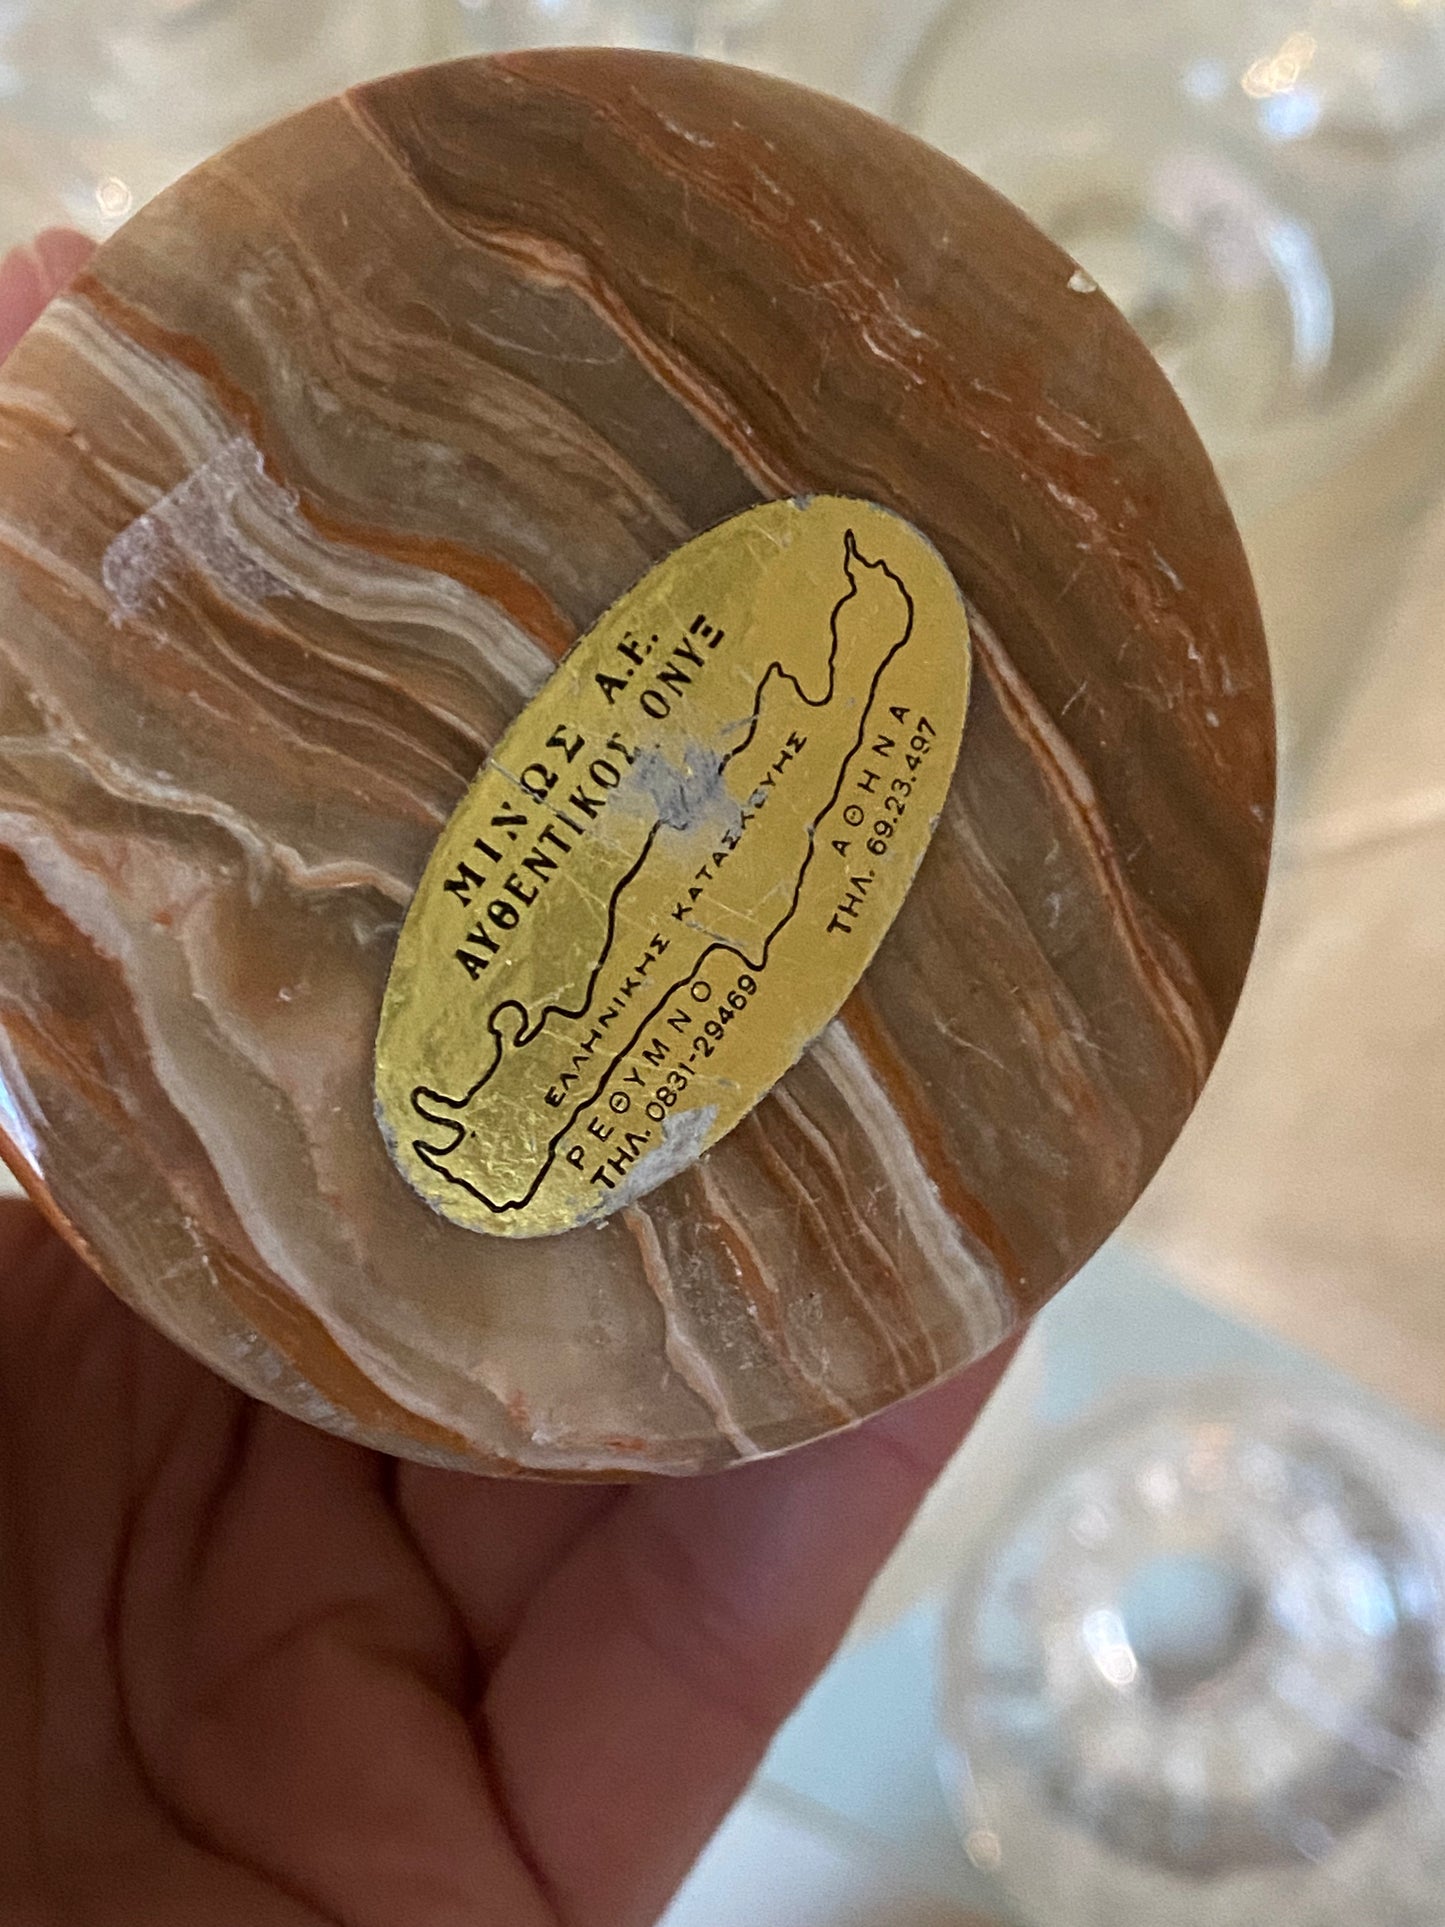 ΜΙΝΩΣ Α.Ε.
ΑΥΘΕΝΤΙΚΟΣ ΟΝΥΞ
ΕΛΛΗΝΙΚΗΣ ΚΑΤΑΣΚΕΥΗΣ
ΡΕΘΥΜΝΟ
ΤΗΛ. 0831-29469
ΑΘΗΝΑ
ΤΗΛ. 69.23.497